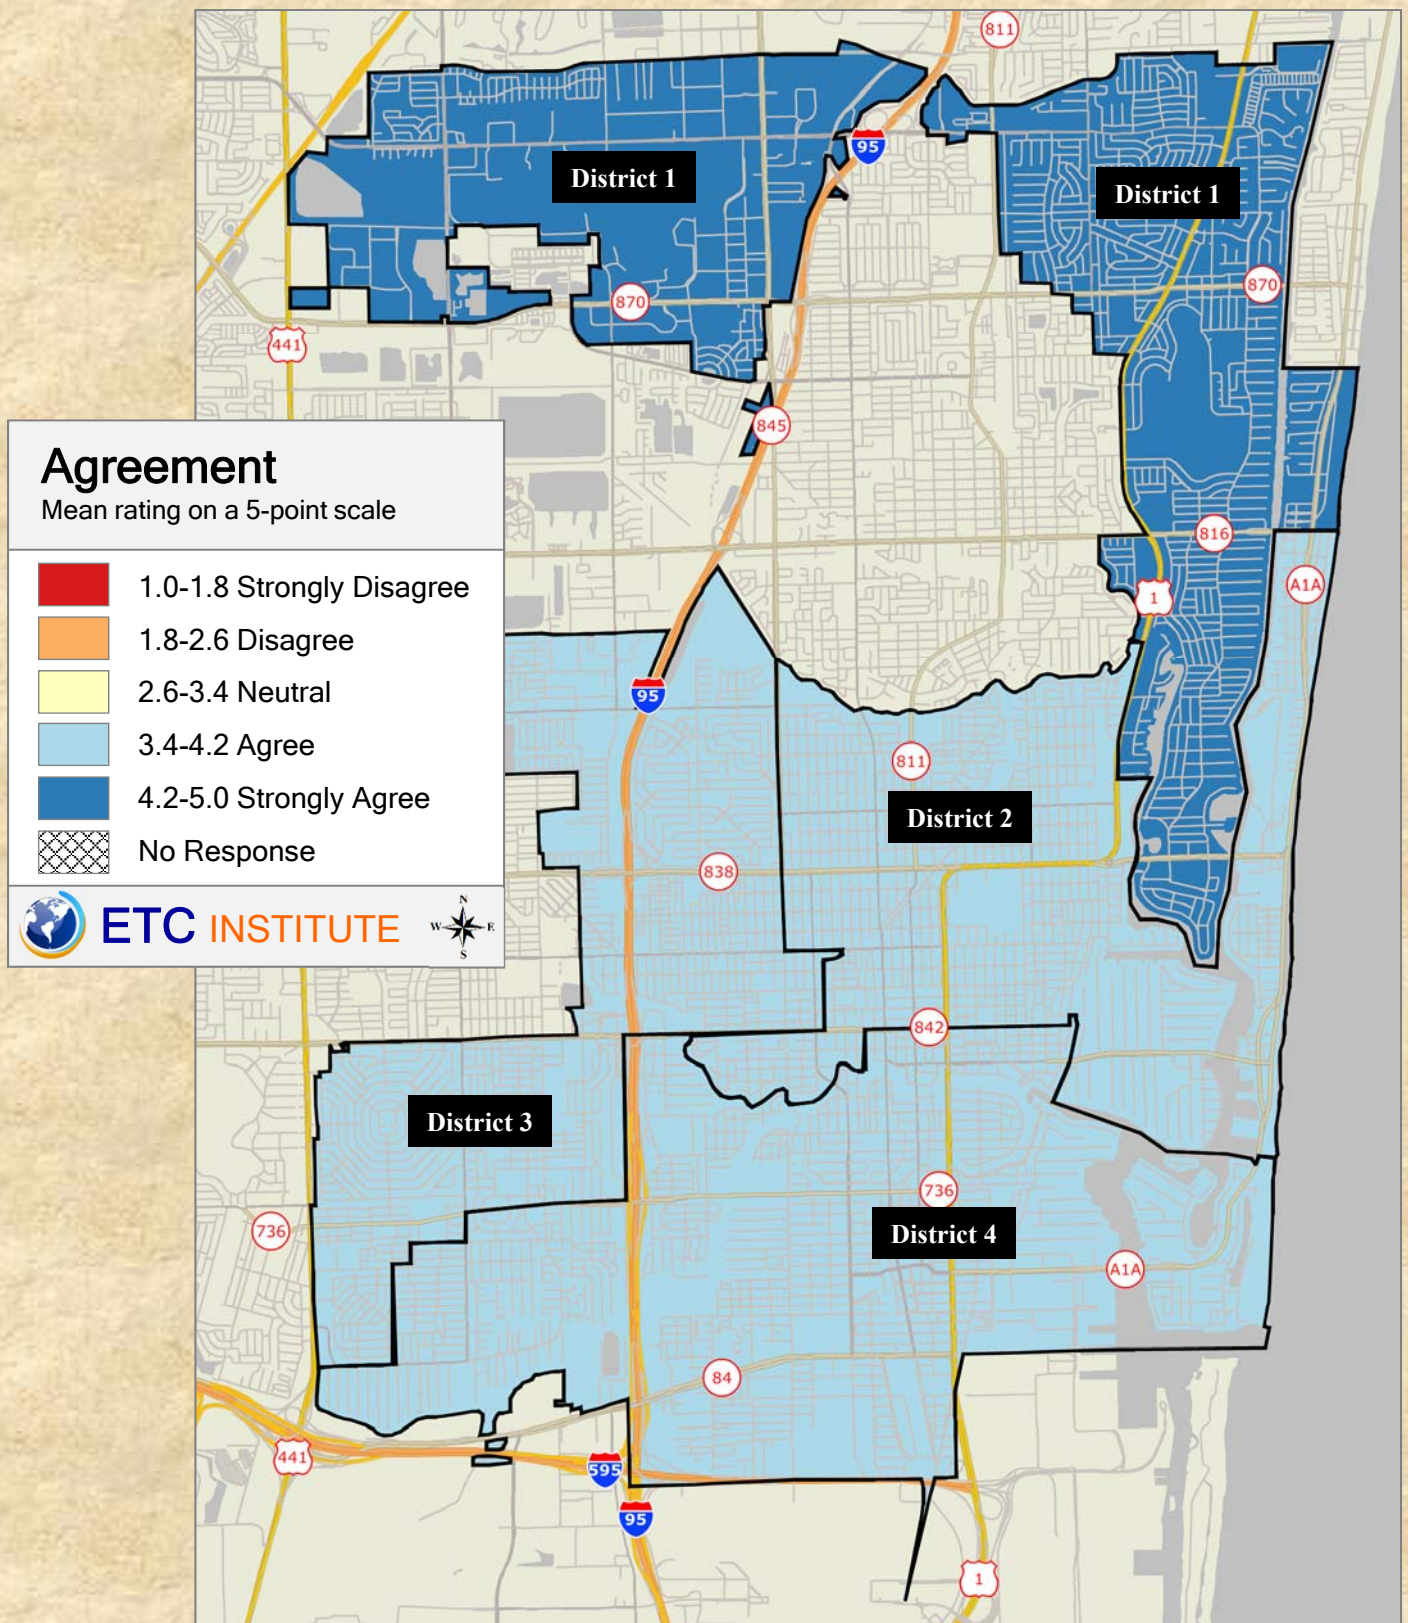 811
95
District 1
District 1
870
870
441
845
Agreement
Mean rating on a 5-point scale
1.0-1.8 Strongly Disagree
1.8-2.6 Disagree
2.6-3.4 Neutral
3.4-4.2 Agree
4.2-5.0 Strongly Agree
No Response
ETC INSTITUTE
N
W
E
S
816
A1A
1
95
811
District 2
838
842
District 3
736
736
District 4
A1A
84
441
595
95
1